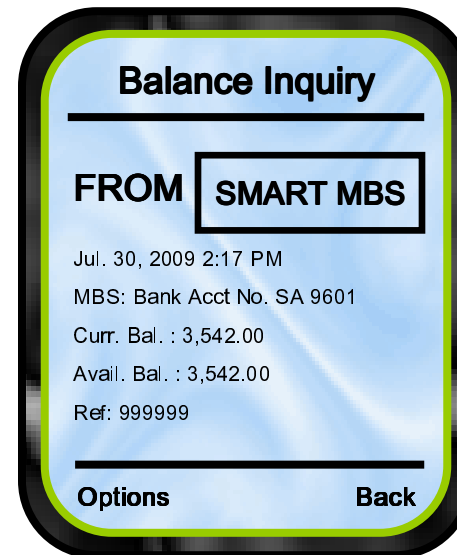 Balance Inquiry
FROM SMART MBS
Jul. 30, 2009 2:17 PM
MBS: Bank Acct No. SA 9601
Curr. Bal. : 3,542.00
Avail. Bal. : 3,542.00
Ref: 999999
Options Back